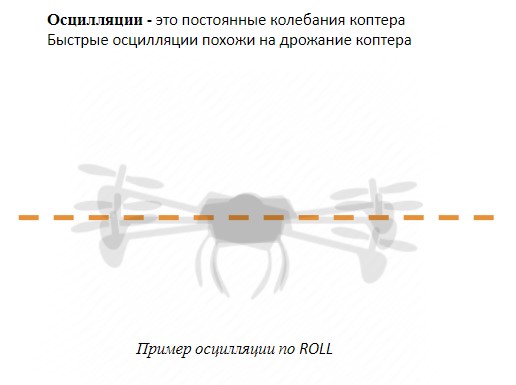 Осцилляции - это постоянные колебания коптера
Быстрые осцилляции похожи на дрожание коптера
Пример осцилляции по ROLL